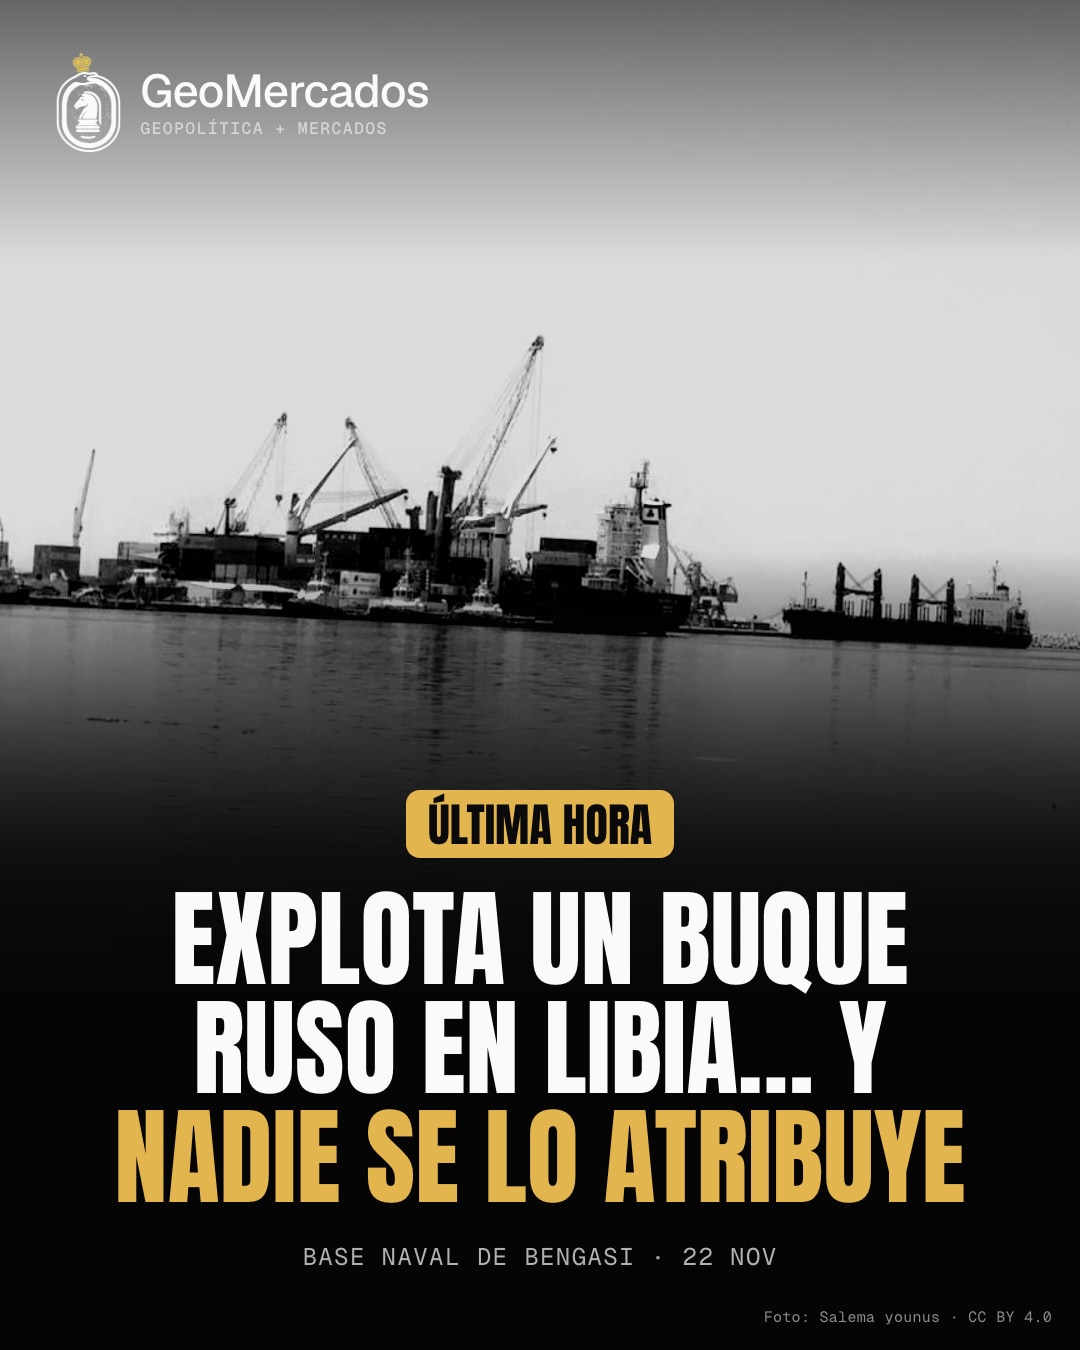 GeoMercados
GEOPOLÍTICA + MERCADOS
ÚLTIMA HORA
EXPLOTA UN BUQUE
RUSO EN LIBIA... Y
NADIE SE LO ATRIBUYE
BASE NAVAL DE BENGASI · 22 NOV
Foto: Salema younus · CC BY 4.0